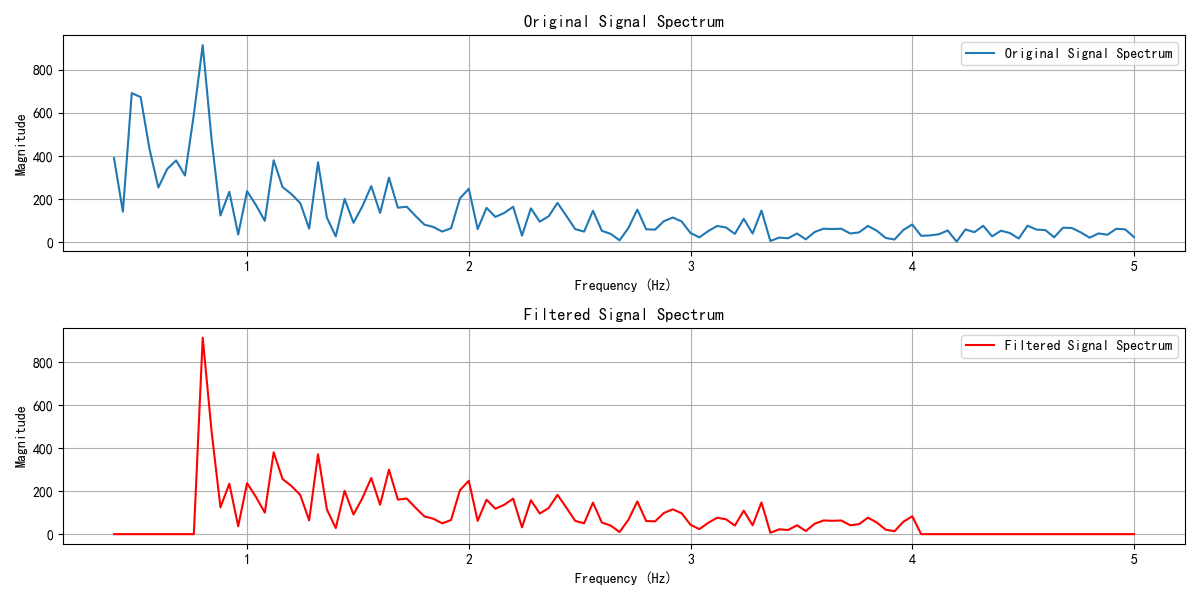 Original Signal Spectrum
Original Signal Spectrum
Magnitude
800
600
400
200
0
1 2 3 4 5
Frequency (Hz)
Filtered Signal Spectrum
Filtered Signal Spectrum
Magnitude
800
600
400
200
0
1 2 3 4 5
Frequency (Hz)